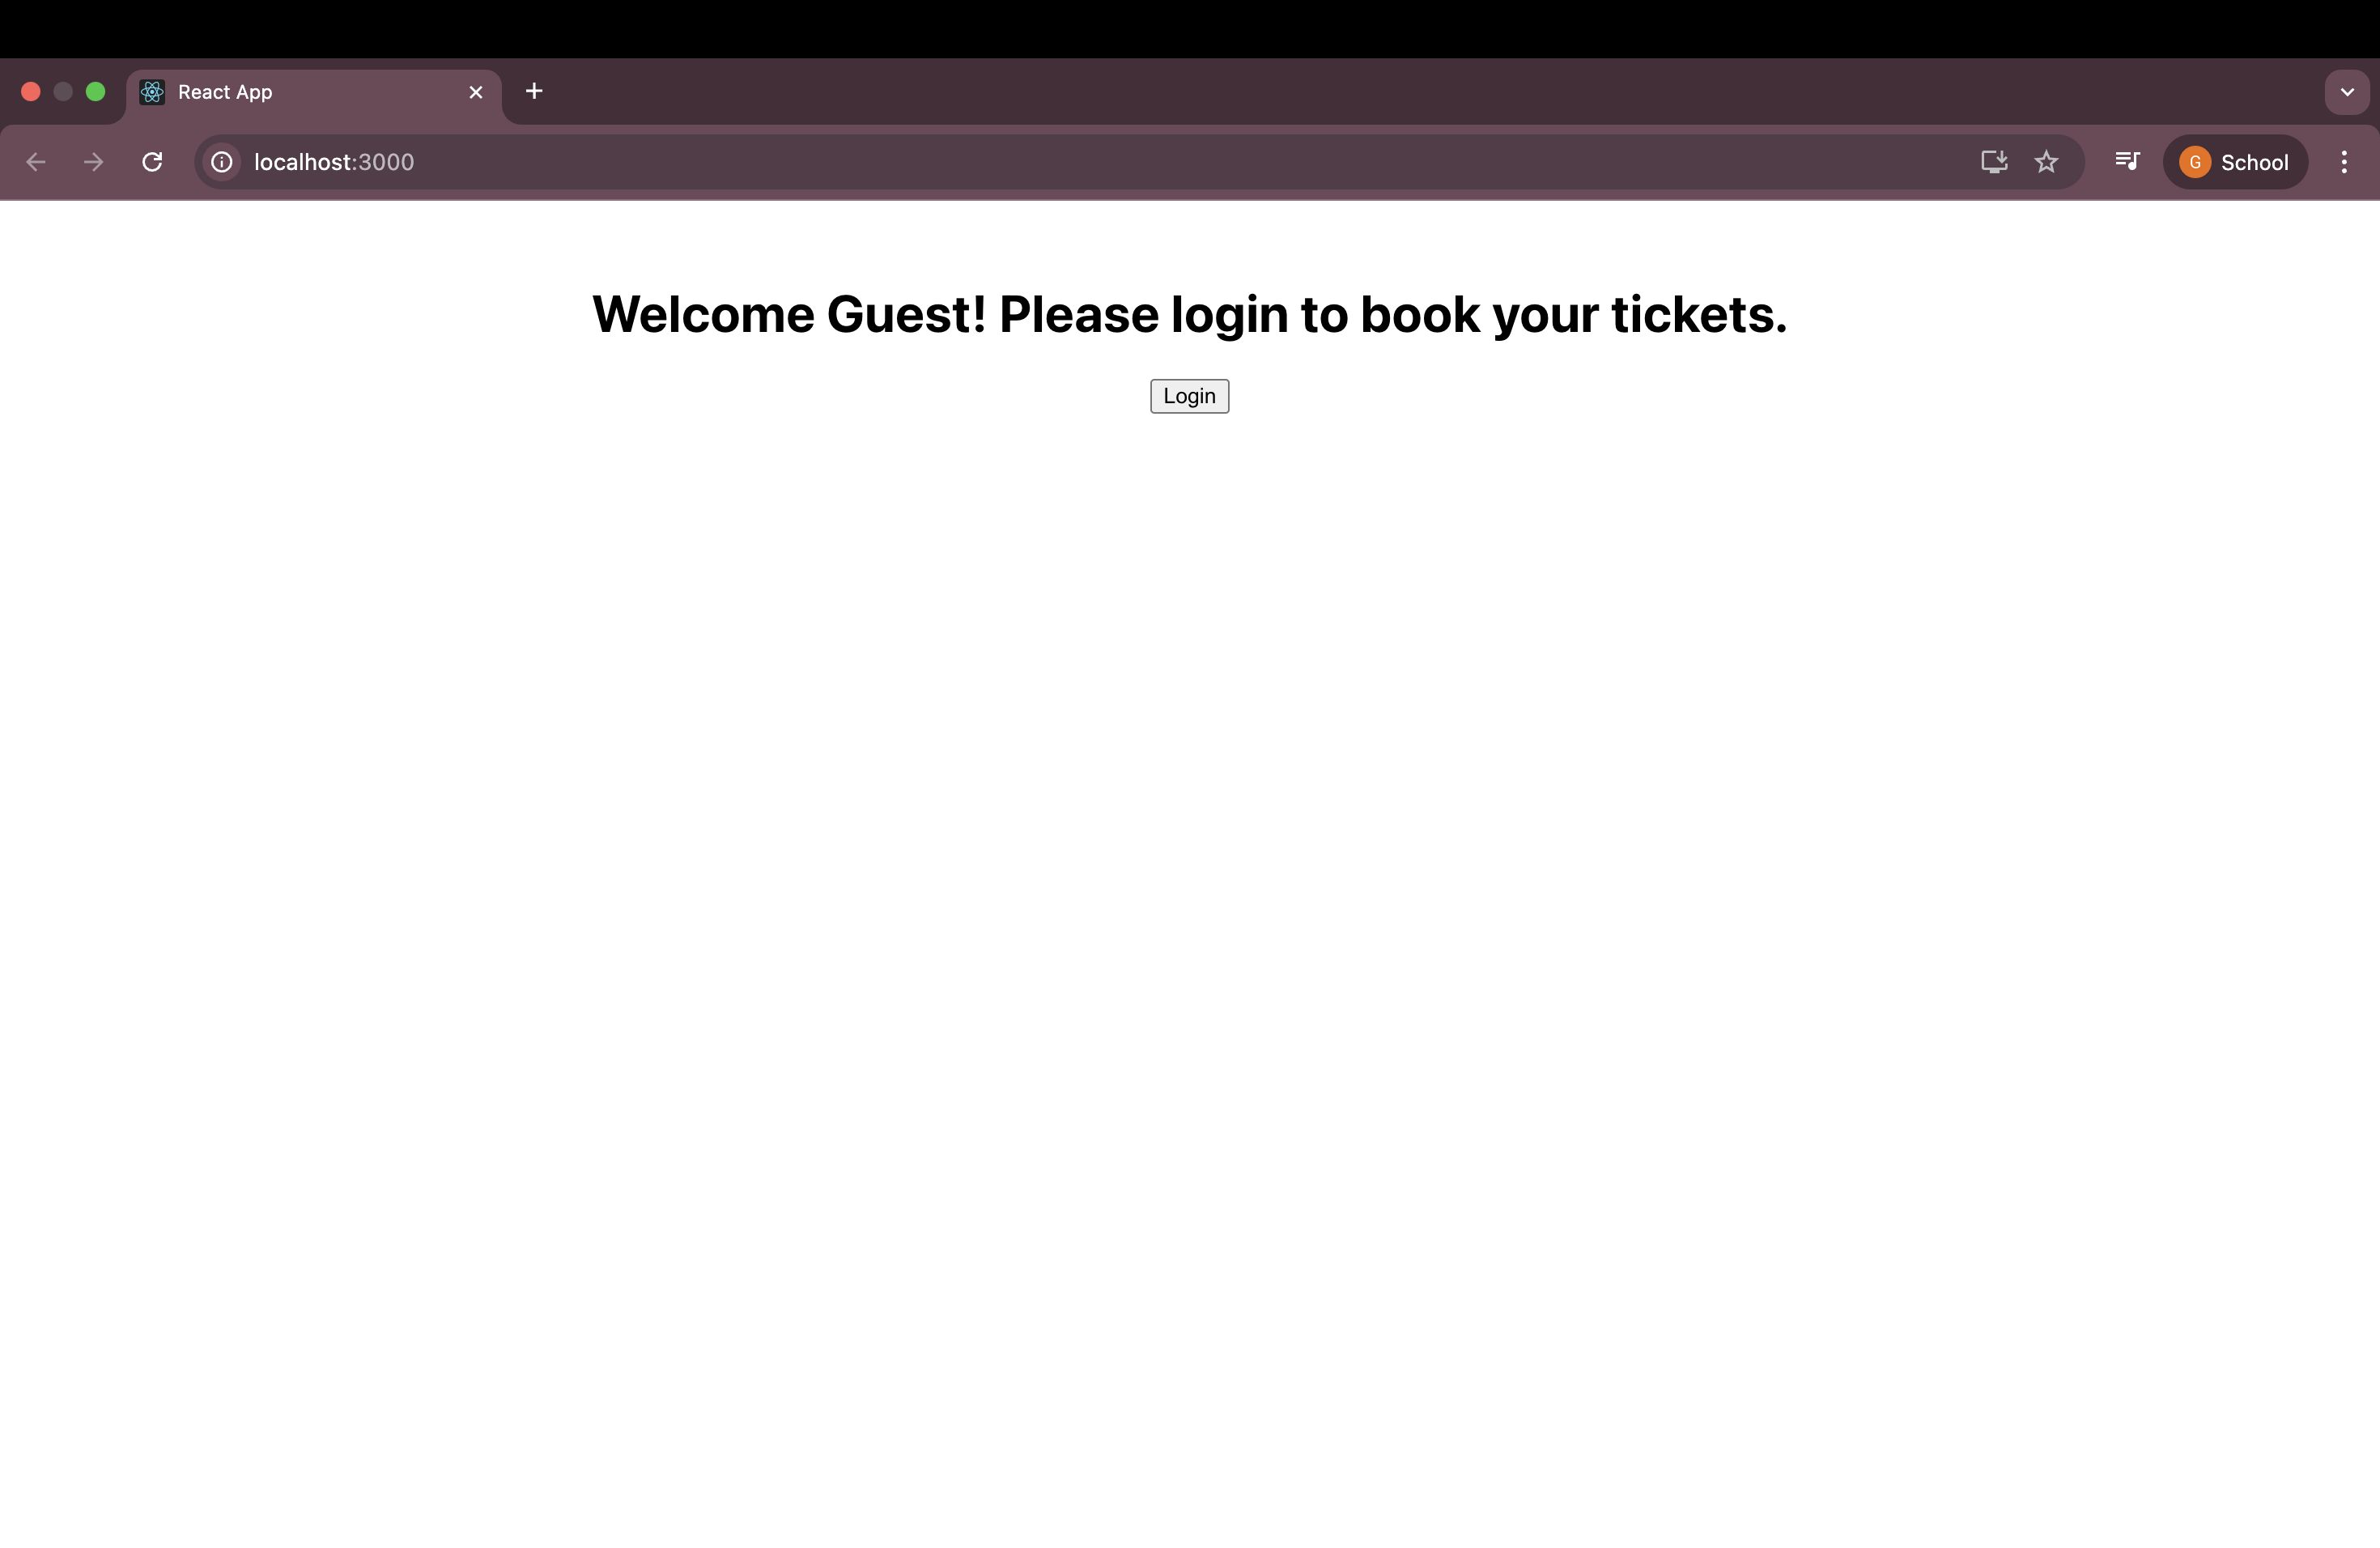 React App
localhost:3000
G School
Welcome Guest! Please login to book your tickets.
Login